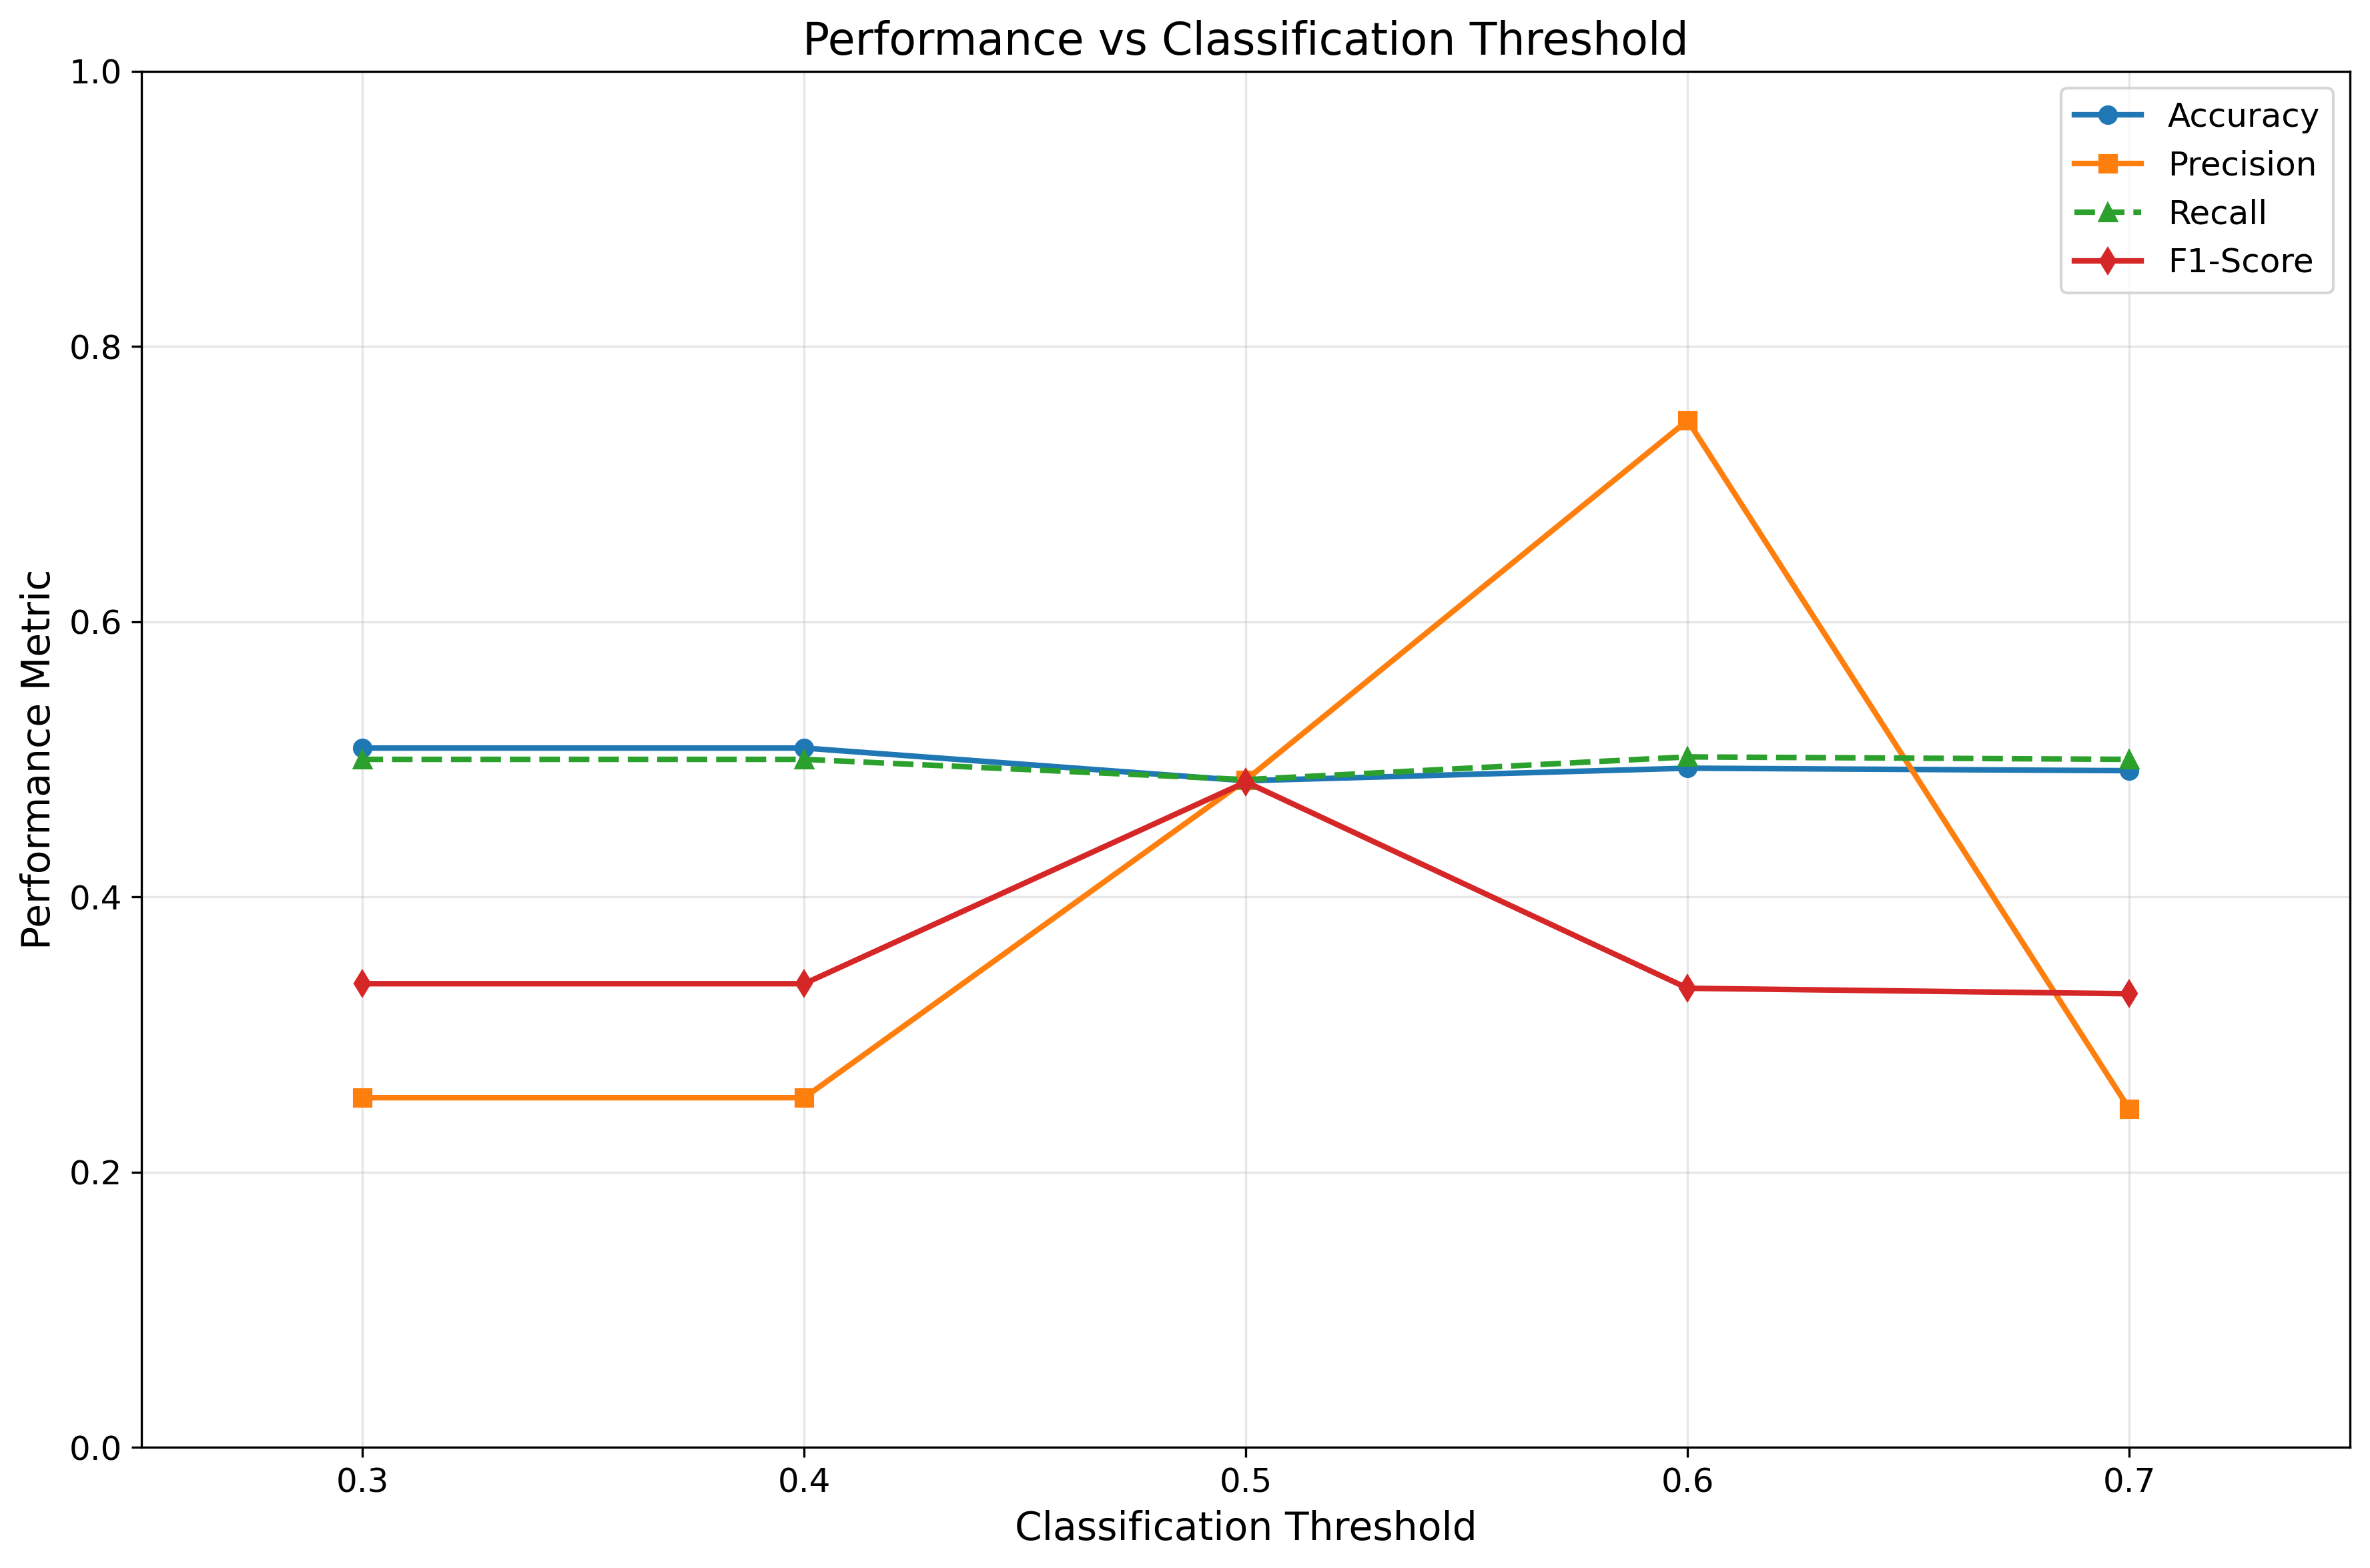 Performance vs Classification Threshold
1.0
0.8
0.6
0.4
0.2
0.0
Performance Metric
Accuracy
Precision
Recall
F1-Score
0.3 0.4 0.5 0.6 0.7
Classification Threshold